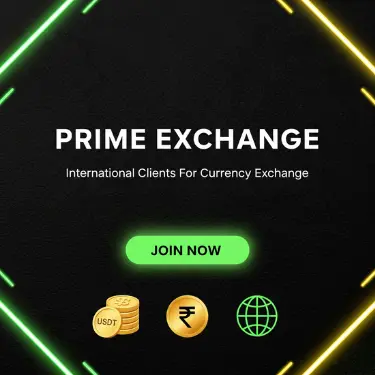 PRIME EXCHANGE
International Clients For Currency Exchange
JOIN NOW
USDT
₹